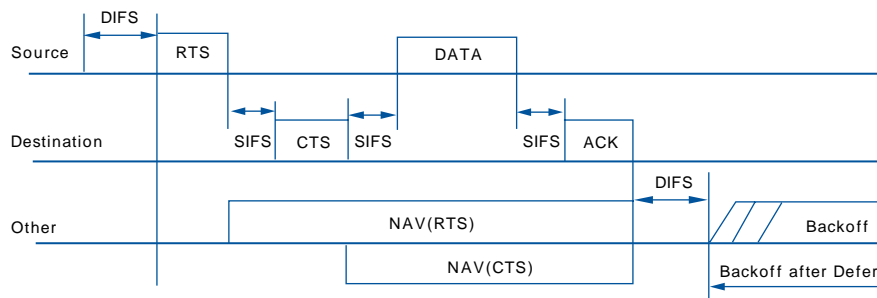 DIFS
Source
RTS
DATA
SIFS
SIFS
SIFS
Destination
CTS
ACK
DIFS
Other
NAV(RTS)
Backoff
NAV(CTS)
Backoff after Defer